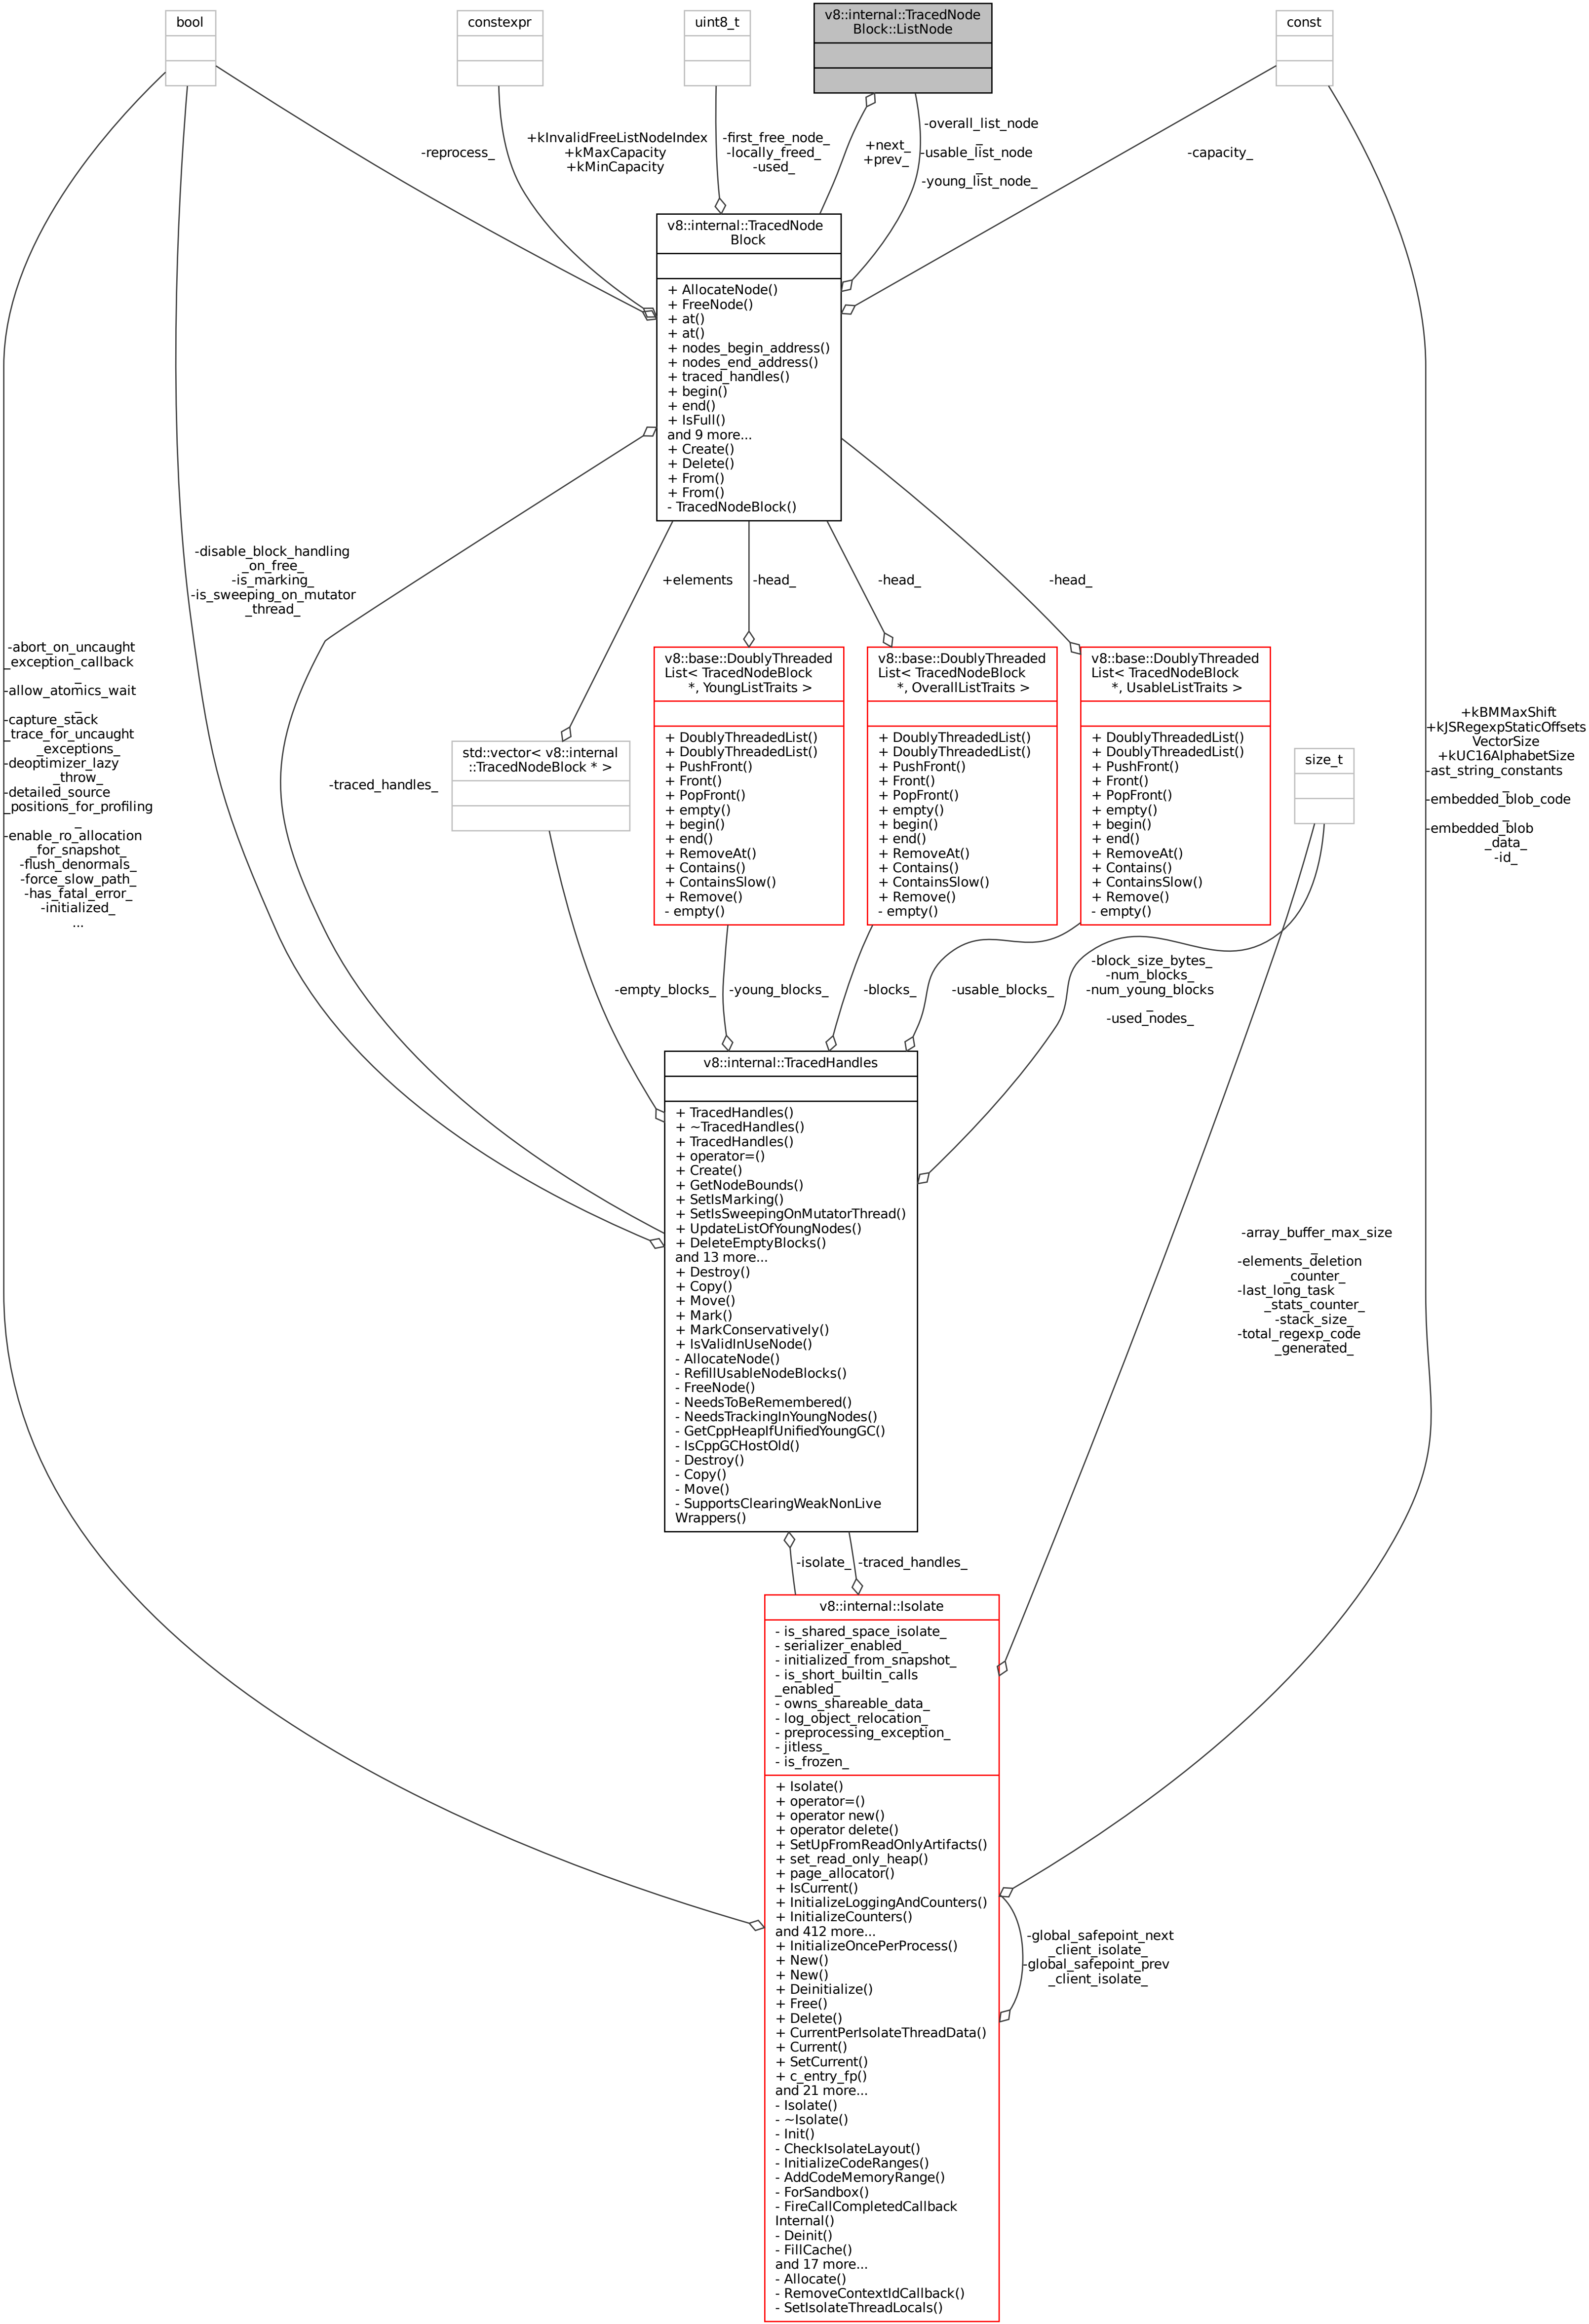 bool
constexpr
uint8_t
v8::internal::TracedNode
Block::ListNode
const
-reprocess_
+kInvalidFreeListNodeIndex
+kMaxCapacity
+kMinCapacity
-first_free_node_
-locally_freed_
-used_
+next_
+prev_
-overall_list_node
_
-usable_list_node
_
-young_list_node_
-capacity_
v8::internal::TracedNode
Block
+ AllocateNode()
+ FreeNode()
+ at()
+ at()
+ nodes_begin_address()
+ nodes_end_address()
+ traced_handles()
+ begin()
+ end()
+ IsFull()
and 9 more...
+ Create()
+ Delete()
+ From()
+ From()
- TracedNodeBlock()
-disable_block_handling
_on_free_
-is_marking_
-is_sweeping_on_mutator
_thread_
+elements
-head_
-head_
-head_
-abort_on_uncaught
_exception_callback
_
-allow_atomics_wait
_
-capture_stack
_trace_for_uncaught
_exceptions_
-deoptimizer_lazy
_throw_
-detailed_source
_positions_for_profiling
_
-enable_ro_allocation
_for_snapshot_
-flush_denormals_
-force_slow_path_
-has_fatal_error_
-initialized_
...
-traced_handles_
std::vector< v8::internal
::TracedNodeBlock * >
v8::base::DoublyThreaded
List< TracedNodeBlock
*, YoungListTraits >
+ DoublyThreadedList()
+ DoublyThreadedList()
+ PushFront()
+ Front()
+ PopFront()
+ empty()
+ begin()
+ end()
+ RemoveAt()
+ Contains()
+ ContainsSlow()
+ Remove()
- empty()
v8::base::DoublyThreaded
List< TracedNodeBlock
*, OverallListTraits >
+ DoublyThreadedList()
+ DoublyThreadedList()
+ PushFront()
+ Front()
+ PopFront()
+ empty()
+ begin()
+ end()
+ RemoveAt()
+ Contains()
+ ContainsSlow()
+ Remove()
- empty()
v8::base::DoublyThreaded
List< TracedNodeBlock
*, UsableListTraits >
+ DoublyThreadedList()
+ DoublyThreadedList()
+ PushFront()
+ Front()
+ PopFront()
+ empty()
+ begin()
+ end()
+ RemoveAt()
+ Contains()
+ ContainsSlow()
+ Remove()
- empty()
size_t
+kBMMaxShift
+kJSRegexpStaticOffsets
VectorSize
+kUC16AlphabetSize
-ast_string_constants
_
-embedded_blob_code
_
-embedded_blob
_data_
-id_
-empty_blocks_
-young_blocks_
-blocks_
-usable_blocks_
-block_size_bytes_
-num_blocks_
-num_young_blocks
_
-used_nodes_
v8::internal::TracedHandles
+ TracedHandles()
+ ~TracedHandles()
+ TracedHandles()
+ operator=()
+ Create()
+ GetNodeBounds()
+ SetIsMarking()
+ SetIsSweepingOnMutatorThread()
+ UpdateListOfYoungNodes()
+ DeleteEmptyBlocks()
and 13 more...
+ Destroy()
+ Copy()
+ Move()
+ Mark()
+ MarkConservatively()
+ IsValidInUseNode()
- AllocateNode()
- RefillUsableNodeBlocks()
- FreeNode()
- NeedsToBeRemembered()
- NeedsTrackingInYoungNodes()
- GetCppHeapIfUnifiedYoungGC()
- IsCppGCHostOld()
- Destroy()
- Copy()
- Move()
- SupportsClearingWeakNonLive
Wrappers()
-array_buffer_max_size
_
-elements_deletion
_counter_
-last_long_task
_stats_counter_
-stack_size_
-total_regexp_code
_generated_
-isolate_
-traced_handles_
v8::internal::Isolate
- is_shared_space_isolate_
- serializer_enabled_
- initialized_from_snapshot_
- is_short_builtin_calls
_enabled_
- owns_shareable_data_
- log_object_relocation_
- preprocessing_exception_
- jitless_
- is_frozen_
+ Isolate()
+ operator=()
+ operator new()
+ operator delete()
+ SetUpFromReadOnlyArtifacts()
+ set_read_only_heap()
+ page_allocator()
+ IsCurrent()
+ InitializeLoggingAndCounters()
+ InitializeCounters()
and 412 more...
+ InitializeOncePerProcess()
+ New()
+ New()
+ Deinitialize()
+ Free()
+ Delete()
+ CurrentPerIsolateThreadData()
+ Current()
+ SetCurrent()
+ c_entry_fp()
and 21 more...
- Isolate()
- ~Isolate()
- Init()
- CheckIsolateLayout()
- InitializeCodeRanges()
- AddCodeMemoryRange()
- ForSandbox()
- FireCallCompletedCallback
Internal()
- Deinit()
- FillCache()
and 17 more...
- Allocate()
- RemoveContextIdCallback()
- SetIsolateThreadLocals()
-global_safepoint_next
_client_isolate_
-global_safepoint_prev
_client_isolate_